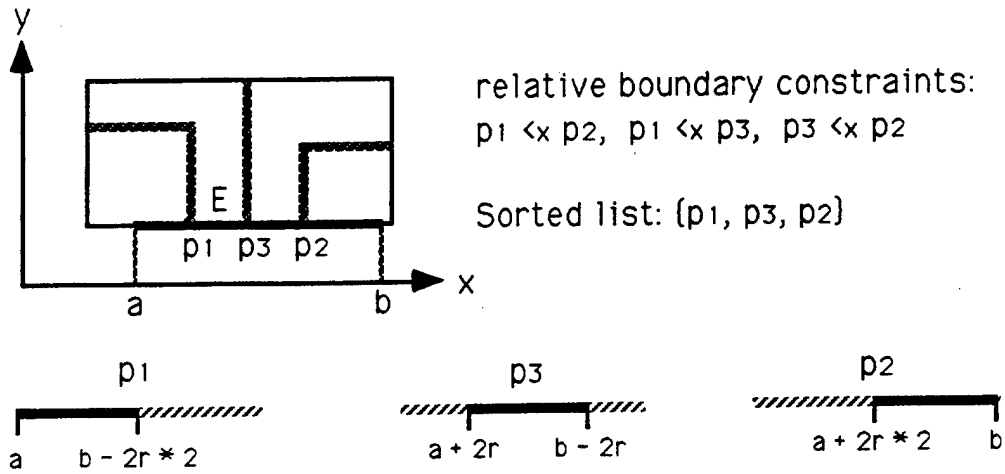 y
relative boundary constraints:
p1 <x p2, p1 <x p3, p3 <x p2
E
Sorted list: {p1, p3, p2}
p1 p3 p2
x
a b
p1 p3 p2
a b - 2r * 2 a + 2r b - 2r a + 2r * 2 b